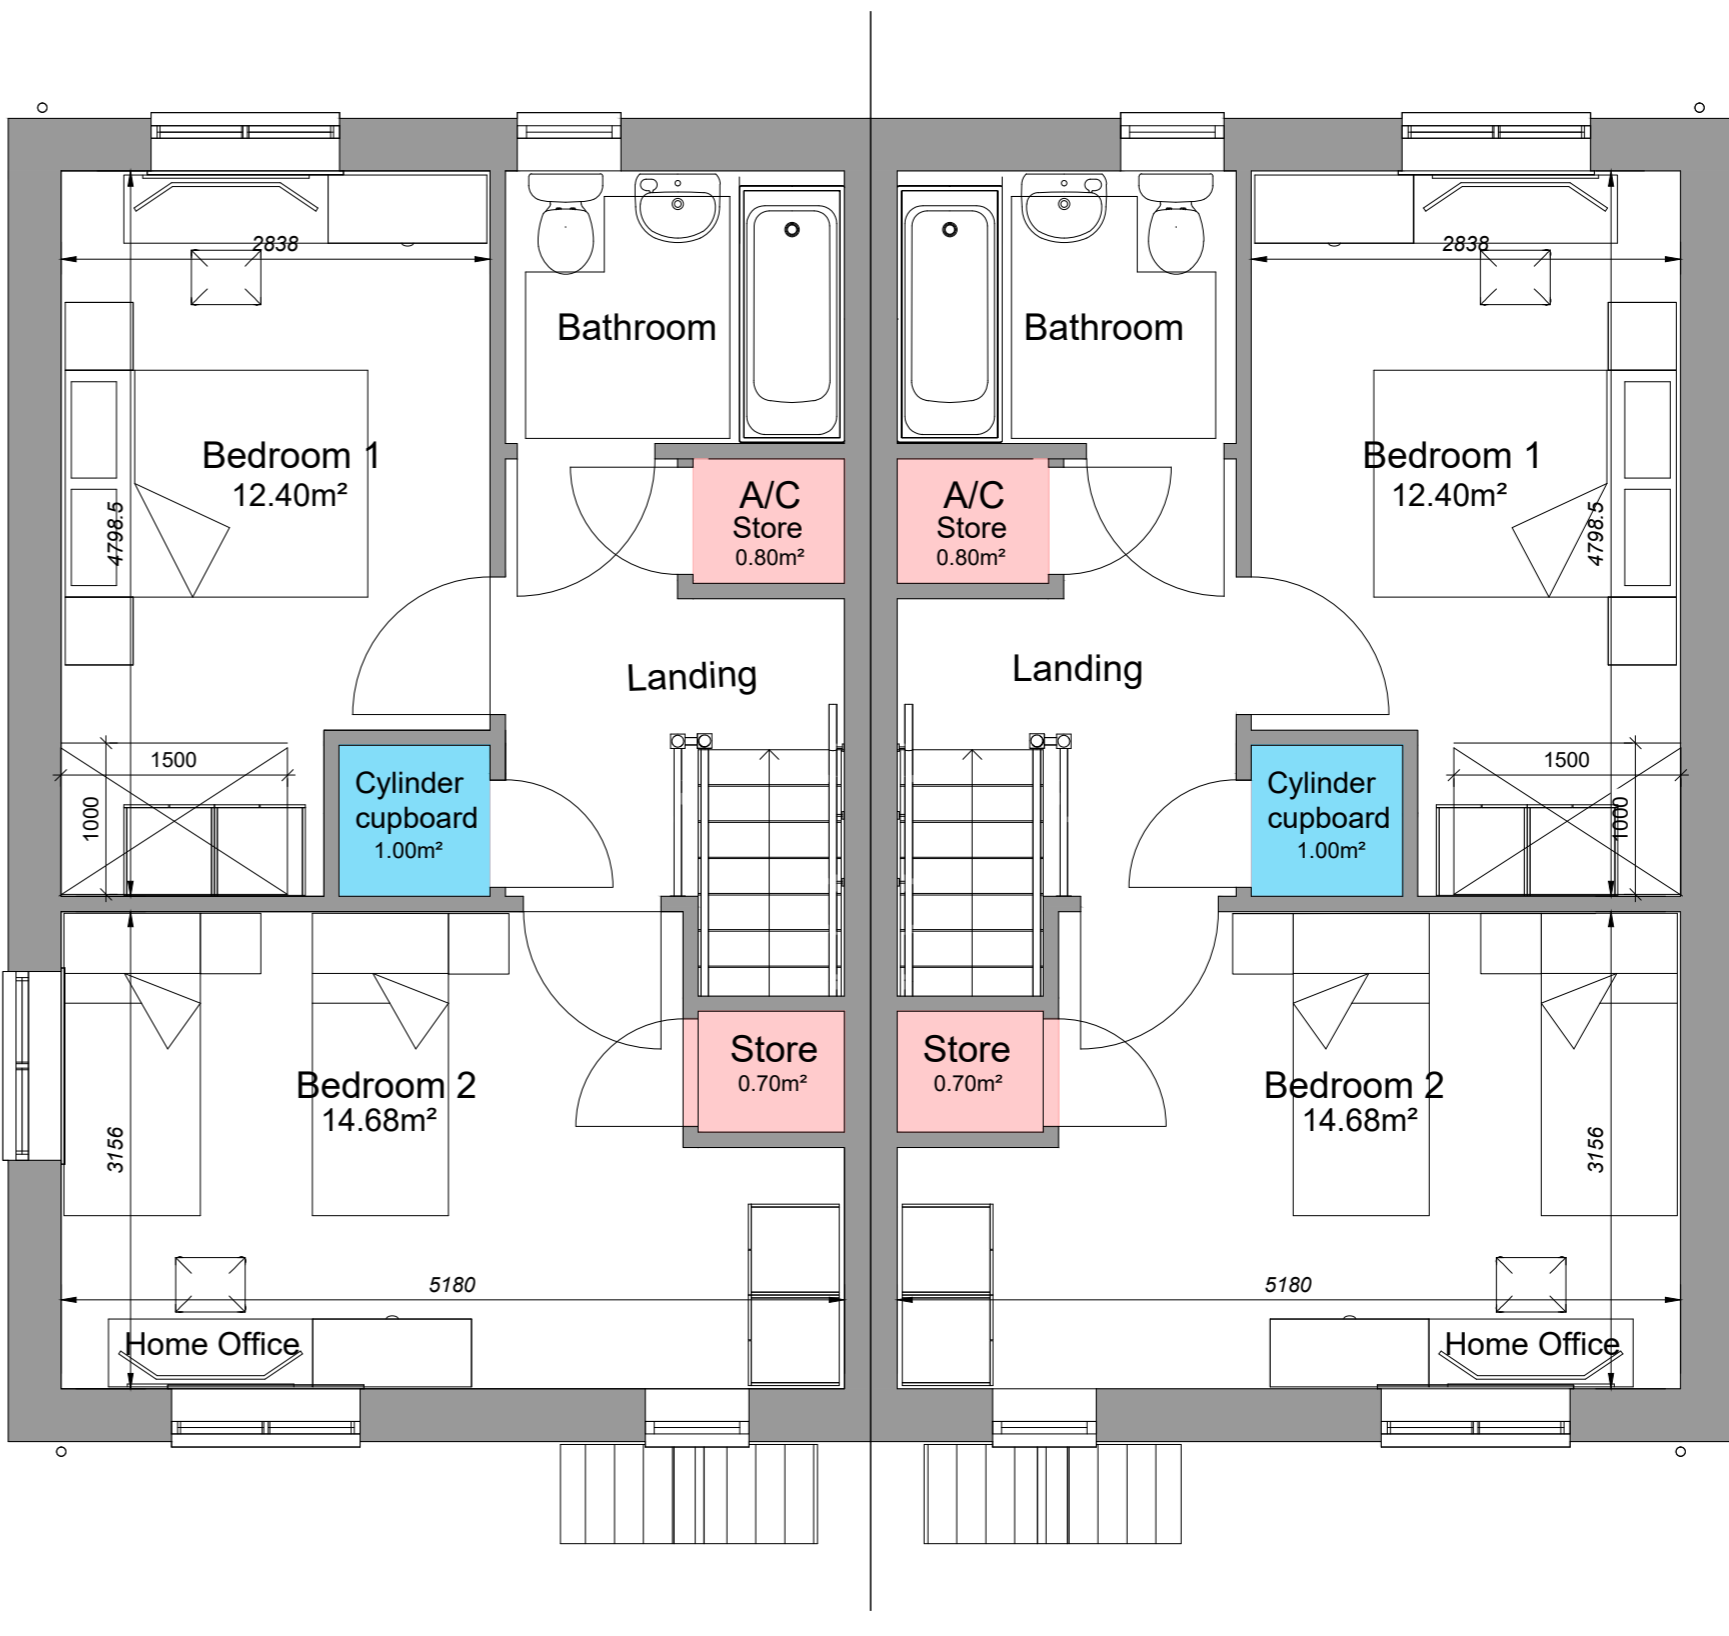 2838
2838
Bathroom
Bathroom
Bedroom 1
12.40m²
Bedroom 1
12.40m²
4798.5
4798.5
A/C
Store
0.80m²
A/C
Store
0.80m²
Landing
Landing
1500
1000
1500
1000
Cylinder
cupboard
1.00m²
Cylinder
cupboard
1.00m²
Store
0.70m²
Store
0.70m²
Bedroom 2
14.68m²
Bedroom 2
14.68m²
3156
3156
5180
5180
Home Office
Home Office